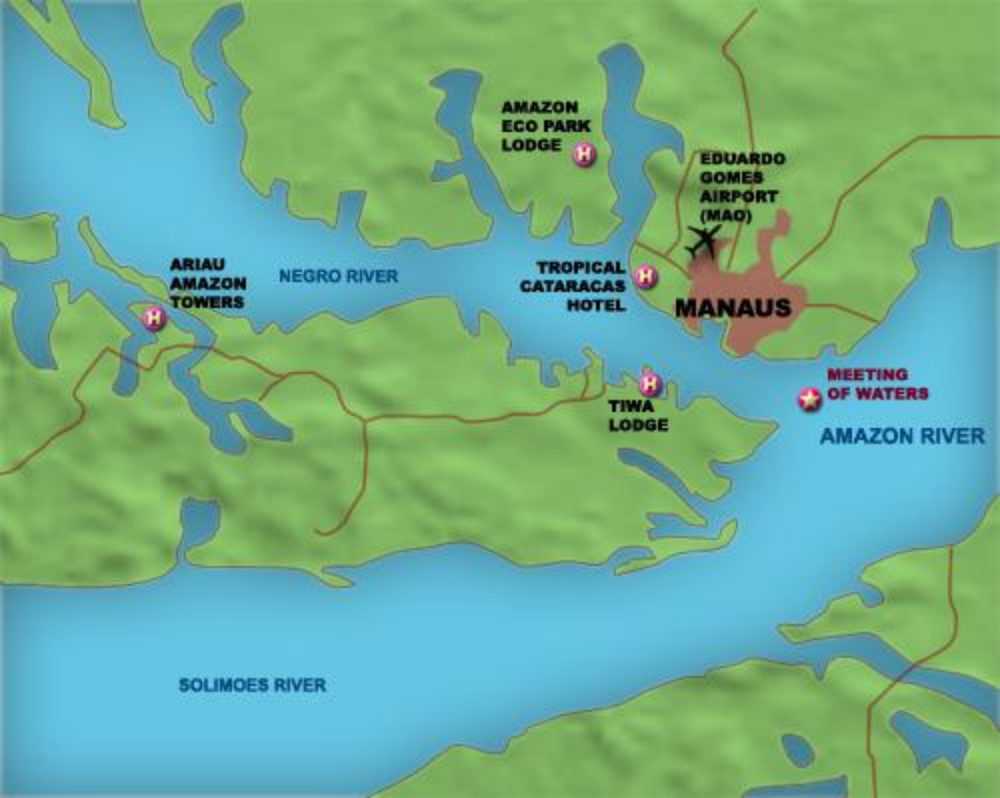 AMAZON
ECO PARK
LODGE
H
EDUARDO
GOMES
AIRPORT
(MAO)
ARIAU
AMAZON
TOWERS
H
NEGRO RIVER
TROPICAL
CATARACAS
HOTEL
H
MANAUS
TIWA
LODGE
H
MEETING
OF WATERS
AMAZON RIVER
SOLIMOES RIVER